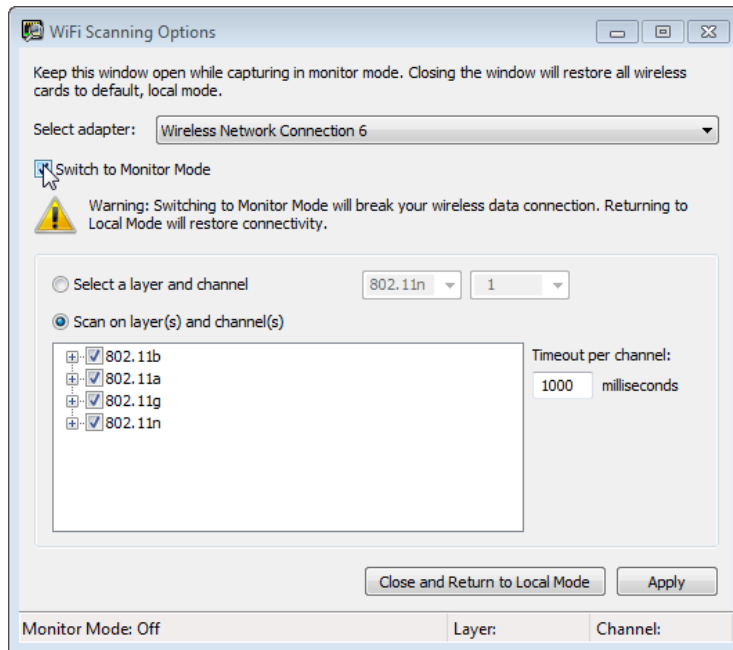 WiFi Scanning Options
Keep this window open while capturing in monitor mode. Closing the window will restore all wireless
cards to default, local mode.
Select adapter: Wireless Network Connection 6
Switch to Monitor Mode
Warning: Switching to Monitor Mode will break your wireless data connection. Returning to
Local Mode will restore connectivity.
Select a layer and channel 802.11n 1
Scan on layer(s) and channel(s)
802.11b
802.11a
802.11g
802.11n
Timeout per channel:
1000 milliseconds
Close and Return to Local Mode Apply
Monitor Mode: Off Layer: Channel: